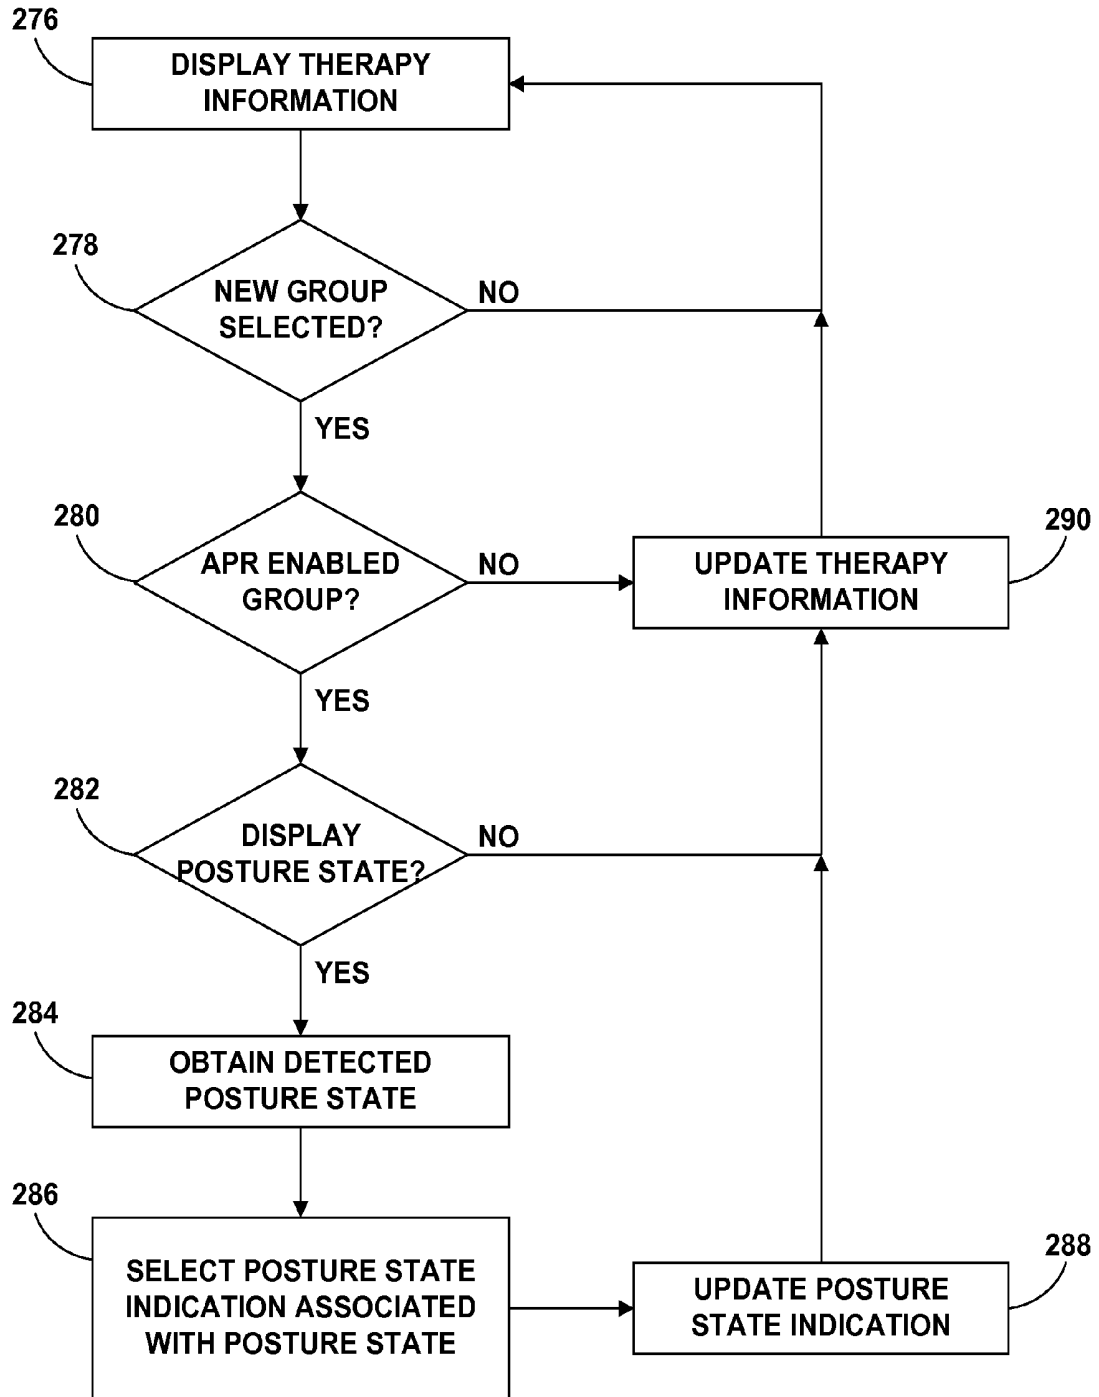 276
DISPLAY THERAPY
INFORMATION
278
NEW GROUP
SELECTED?
NO
YES
280
APR ENABLED
GROUP?
NO
290
UPDATE THERAPY
INFORMATION
YES
282
DISPLAY
POSTURE STATE?
NO
YES
284
OBTAIN DETECTED
POSTURE STATE
286
SELECT POSTURE STATE
INDICATION ASSOCIATED
WITH POSTURE STATE
288
UPDATE POSTURE
STATE INDICATION